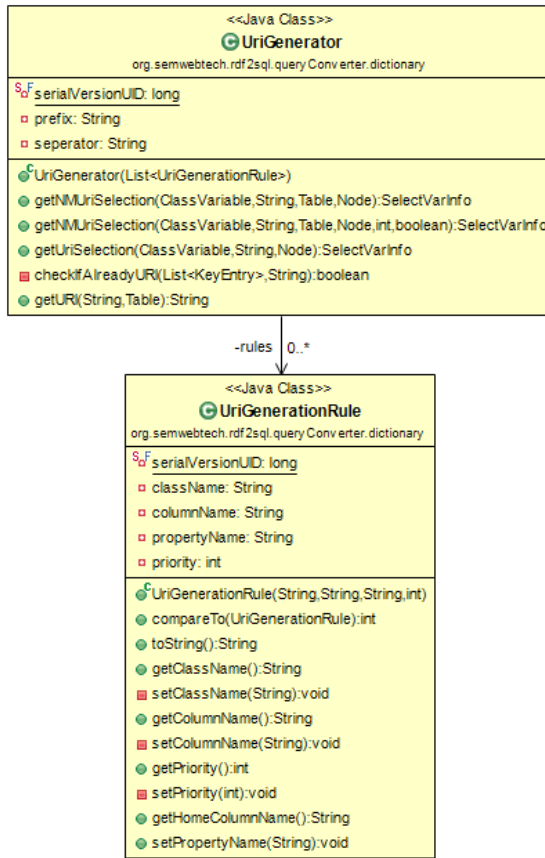 <<Java Class>>
UriGenerator
org.semwebtech.rdf2sql.queryConverter.dictionary
serialVersionUID: long
prefix: String
seperator: String
UriGenerator(List<UriGenerationRule>)
getNMUriSelection(ClassVariable,String,Table,Node):SelectVarInfo
getNMUriSelection(ClassVariable,String,Table,Node,int,boolean):SelectVarInfo
getUriSelection(ClassVariable,String,Node):SelectVarInfo
checkIfAlreadyURI(List<KeyEntry>,String):boolean
getURI(String,Table):String
-rules 0..*
<<Java Class>>
UriGenerationRule
org.semwebtech.rdf2sql.queryConverter.dictionary
serialVersionUID: long
className: String
columnName: String
propertyName: String
priority: int
UriGenerationRule(String,String,String,int)
compareTo(UriGenerationRule):int
toString():String
getClassName():String
setClassName(String):void
getColumnName():String
setColumnName(String):void
getPriority():int
setPriority(int):void
getHomeColumnName():String
setPropertyName(String):void